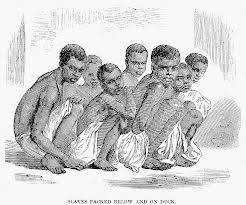 SLAVES PACKED BELOW AND ON DECK.